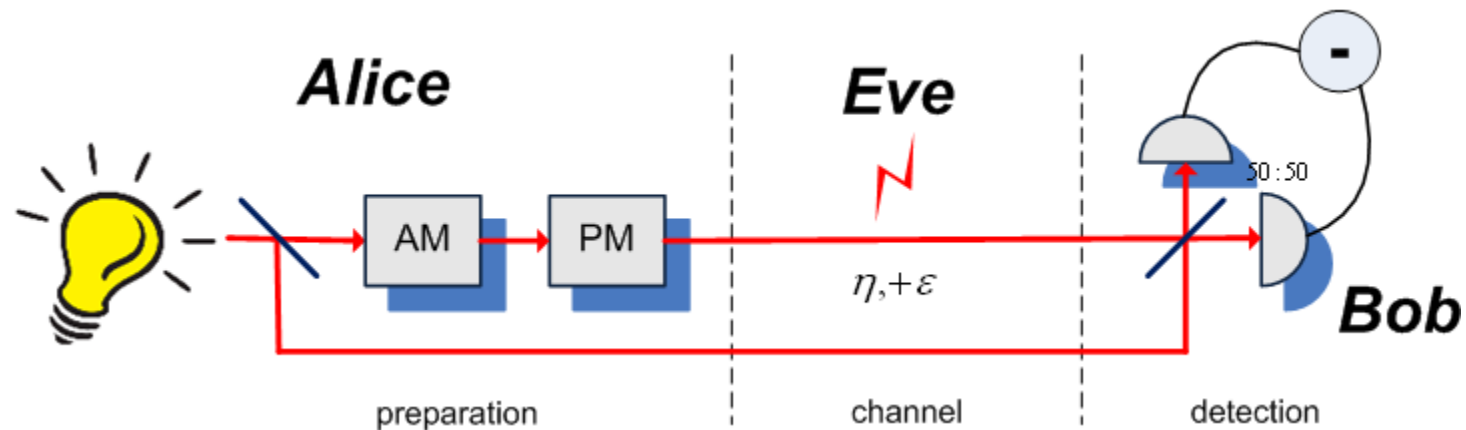 Alice
Eve
-
50:50
AM
PM
η,+ε
Bob
preparation
channel
detection